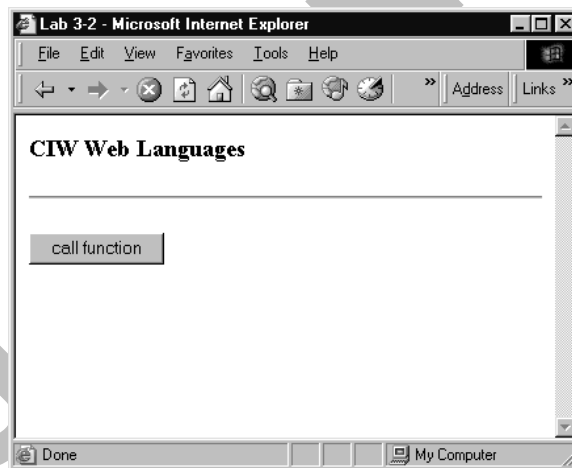 Lab 3-2 - Microsoft Internet Explorer
File Edit View Favorites Tools Help
» Address Links »
CIW Web Languages
call function
Done My Computer